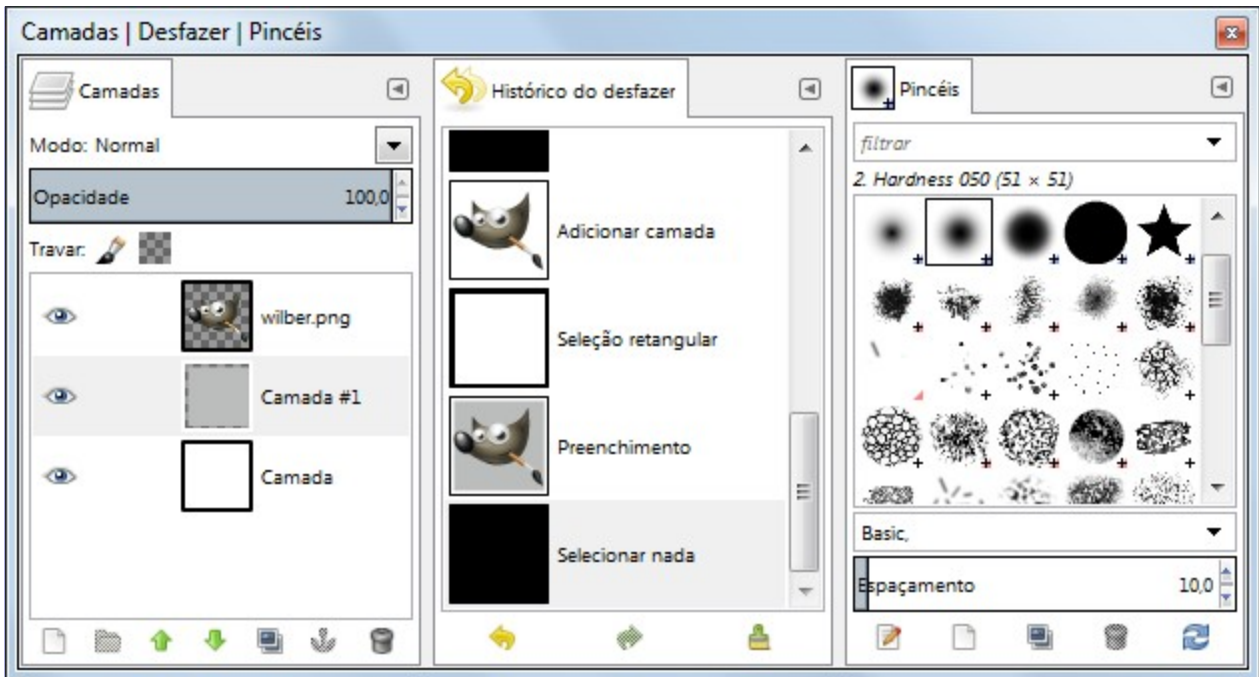 Camadas | Desfazer | Pincéis
Camadas
Modo: Normal
Opacidade 100,0
Travar:
wilber.png
Camada #1
Camada
Histórico do desfazer
Adicionar camada
Seleção retangular
Preenchimento
Selecionar nada
Pincéis
filtrar
2. Hardness 050 (51 × 51)
Basic,
Espaçamento 10,0